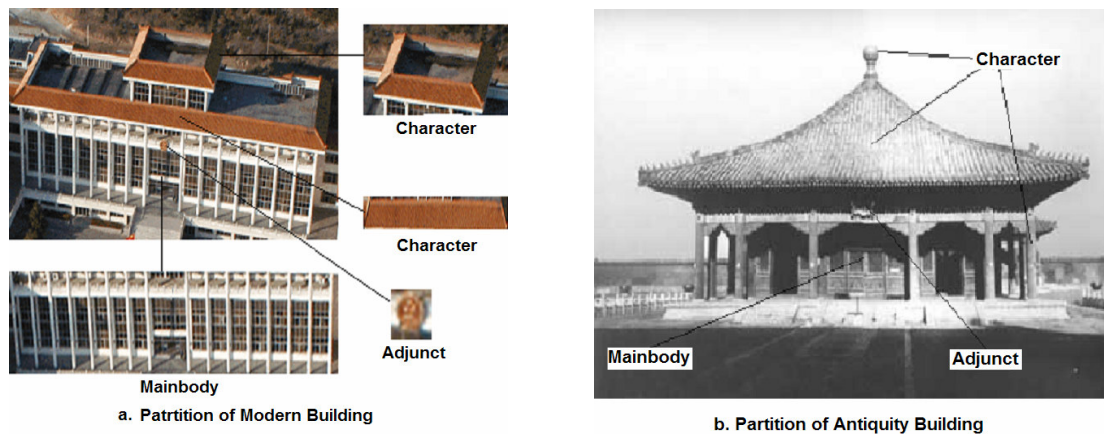 Character
Character
Adjunct
Mainbody
a. Patrtition of Modern Building
Character
Mainbody
Adjunct
b. Partition of Antiquity Building